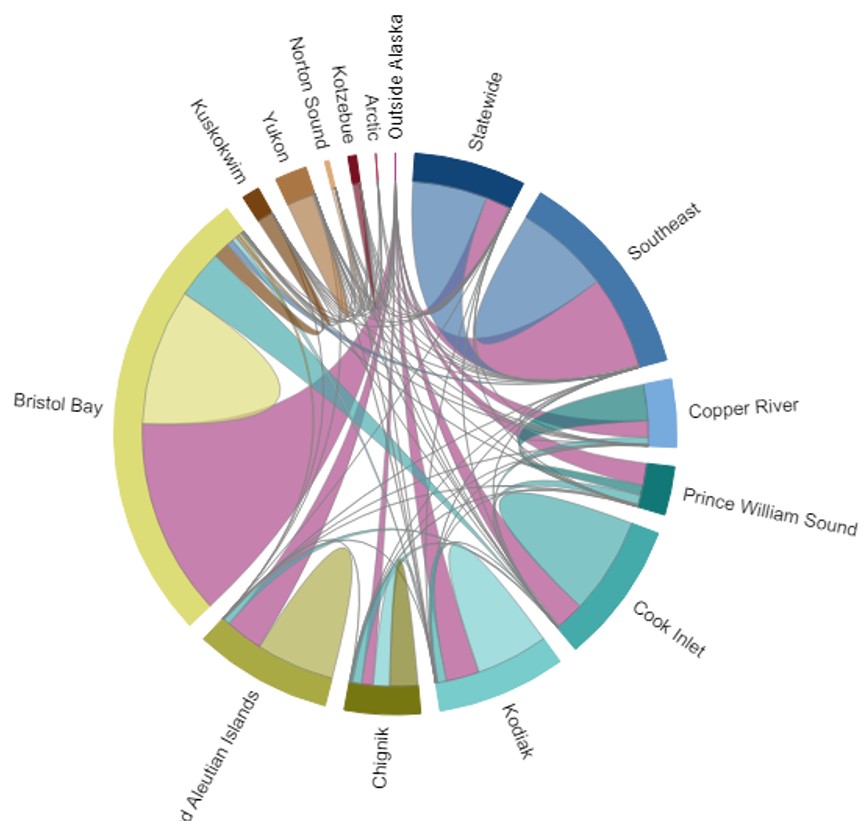 Outside Alaska
Statewide
Southeast
Copper River
Prince William Sound
Cook Inlet
Kodiak
Chignik
d Aleutian Islands
Bristol Bay
Kuskokwim
Yukon
Norton Sound
Kotzebue
Arctic